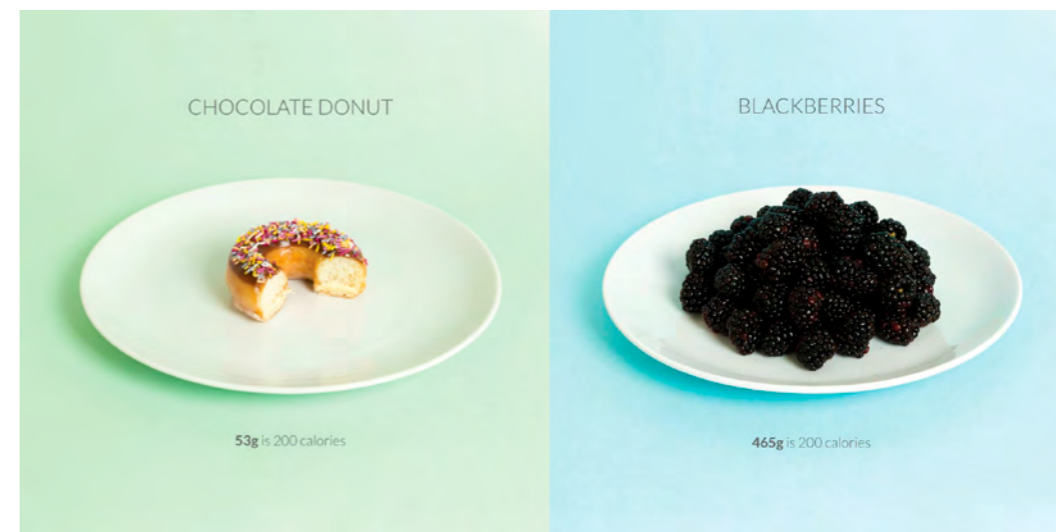 CHOCOLATE DONUT
53g is 200 calories
BLACKBERRIES
465g is 200 calories